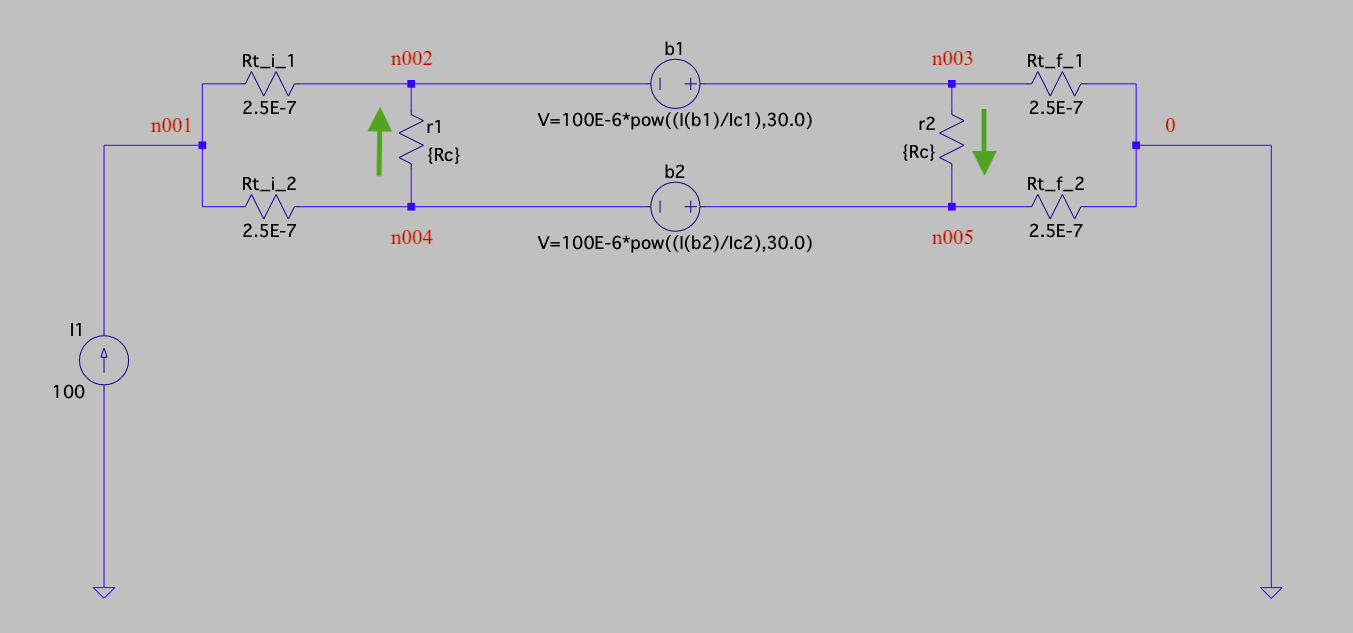 b1
Rt_i_1
n002
n003
Rt_f_1
2.5E-7
2.5E-7
V=100E-6*pow((I(b1)/Ic1),30.0)
n001
r1
r2
0
{Rc}
{Rc}
b2
Rt_i_2
Rt_f_2
2.5E-7
2.5E-7
n004
n005
V=100E-6*pow((I(b2)/Ic2),30.0)
I1
100